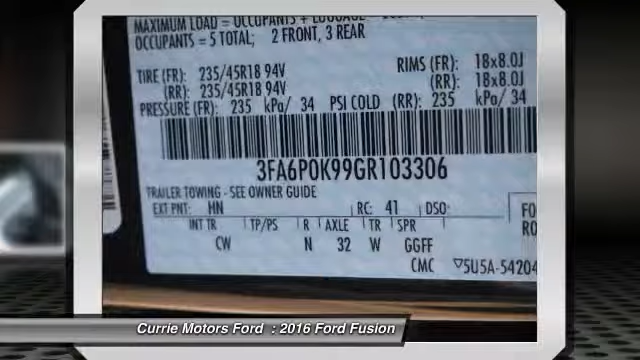 MAXIMUM LOAD = OCCUPANTS + LUGGAGE
OCCUPANTS = 5 TOTAL; 2 FRONT, 3 REAR
TIRE (FR): 235/45R18 94V RIMS (FR): 18x8.0J
(RR): 235/45R18 94V (RR): 18x8.0J
PRESSURE (FR): 235 kPa/ 34 PSI COLD (RR): 235 kPa/ 34
3FA6P0K99GR103306
TRAILER TOWING - SEE OWNER GUIDE
EXT PNT: HN RC: 41 DSO: FO
INT TR TP/PS R AXLE TR SPR RO
CW N 32 W GGFF
CMC ▽5U5A-54204
Currie Motors Ford : 2016 Ford Fusion